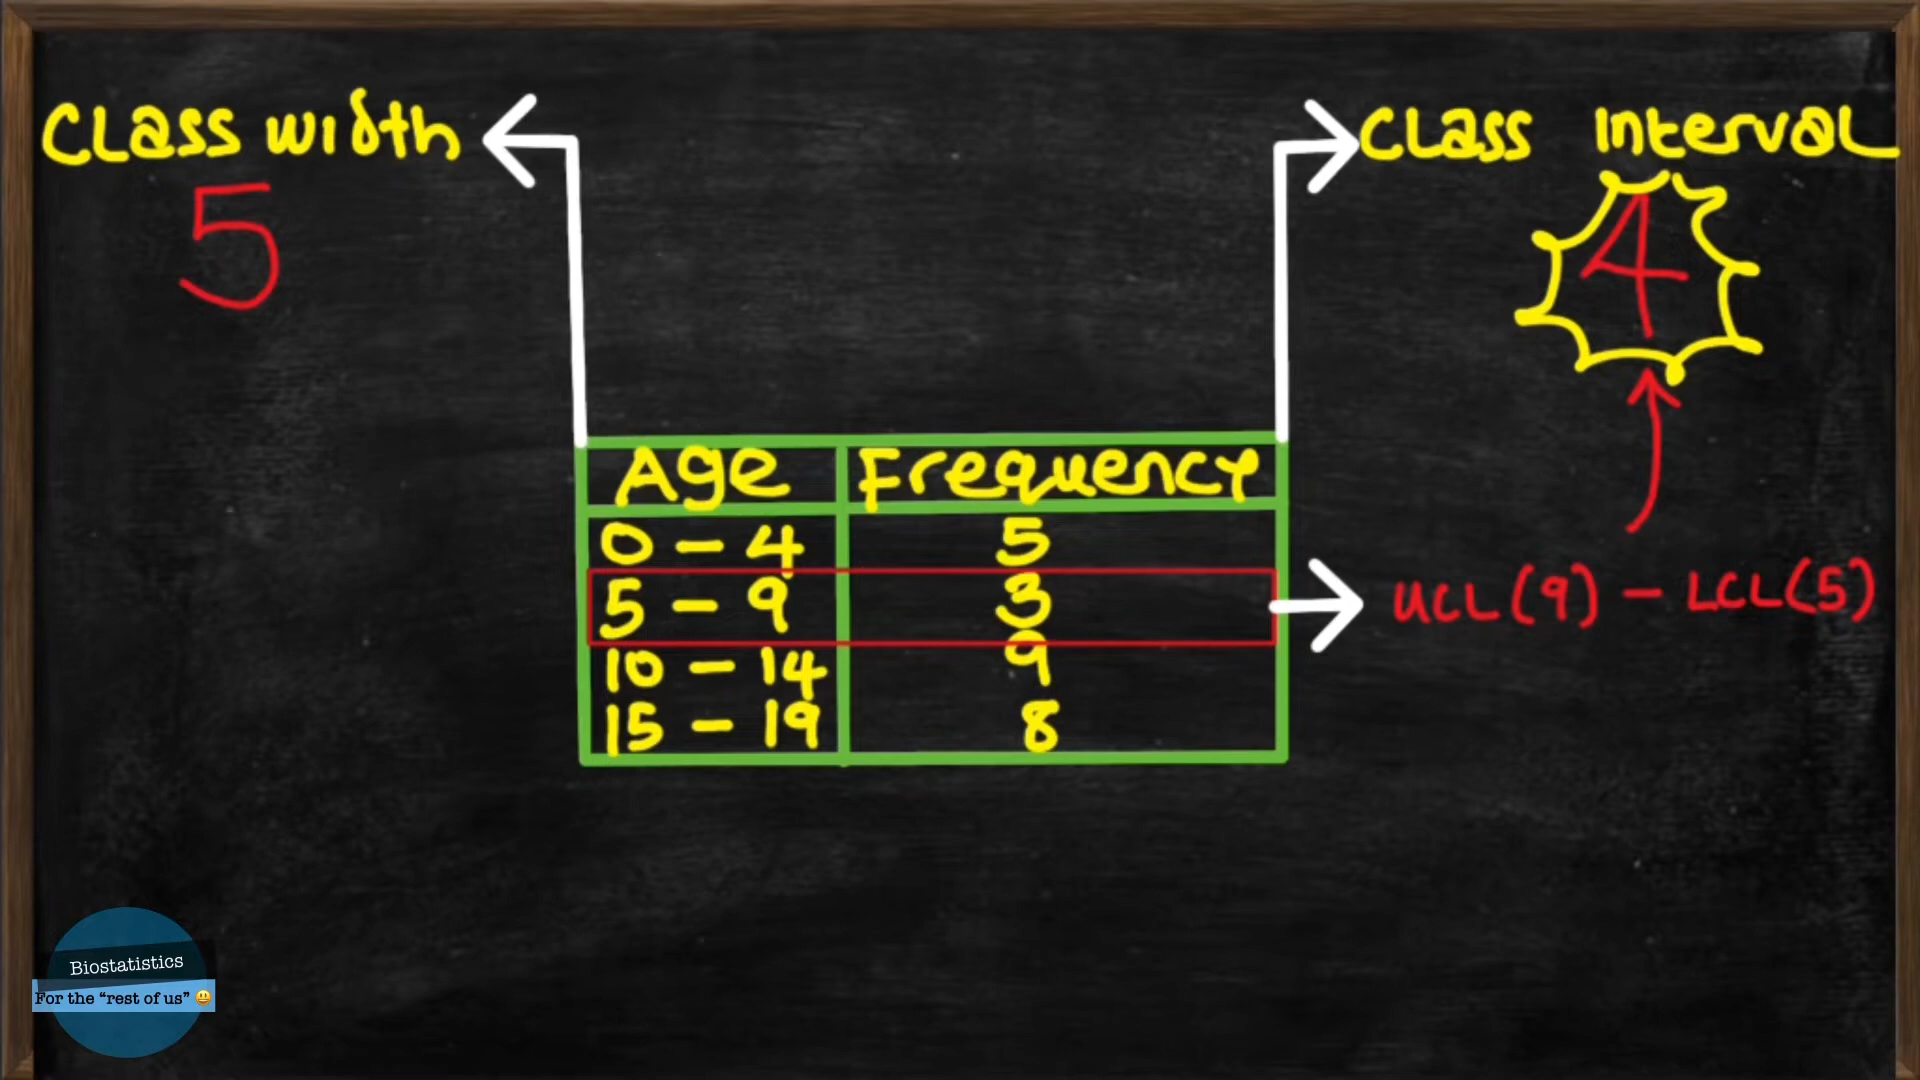 CLass width
5
CLass Interval
4
Age Frequency
0 - 4 5
5 - 9 3
10 - 14 9
15 - 19 8
UCL(9) - LCL(5)
Biostatistics
For the “rest of us” 😃